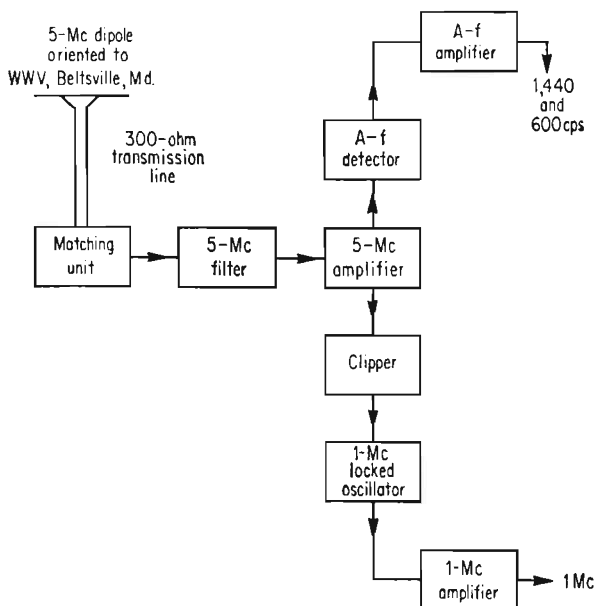 5-Mc dipole
oriented to
WWV, Beltsville, Md.
300-ohm
transmission
line
Matching
unit
5-Mc
filter
5-Mc
amplifier
A-f
detector
A-f
amplifier
1,440
and
600cps
Clipper
1-Mc
locked
oscillator
1-Mc
amplifier
1Mc